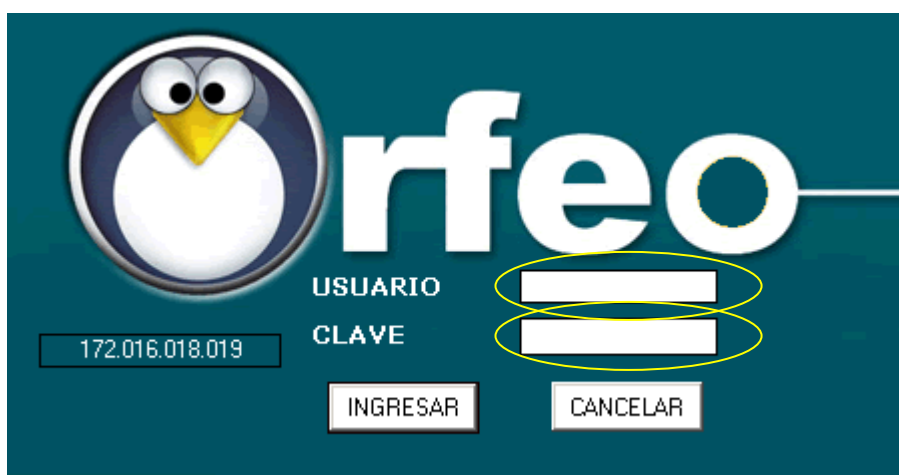 Orfeo
USUARIO
CLAVE
172.016.018.019
INGRESAR CANCELAR